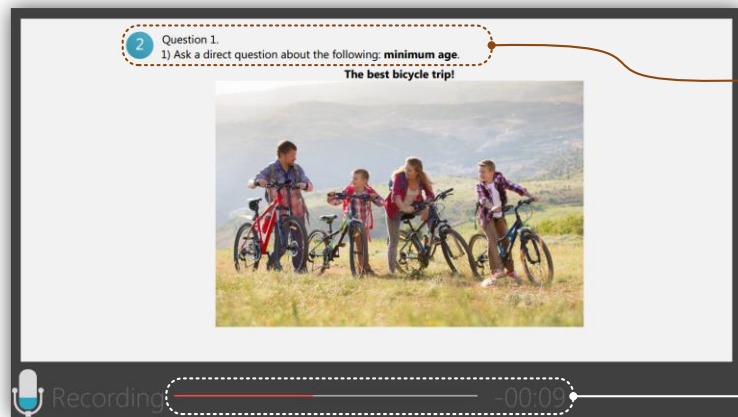 2
Question 1.
1) Ask a direct question about the following: minimum age.
The best bicycle trip!
Recording
-00:09